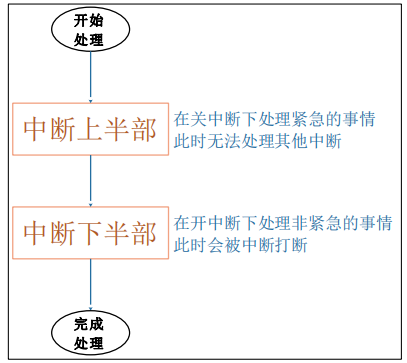 开始
处理
中断上半部
在关中断下处理紧急的事情
此时无法处理其他中断
中断下半部
在开中断下处理非紧急的事情
此时会被中断打断
完成
处理